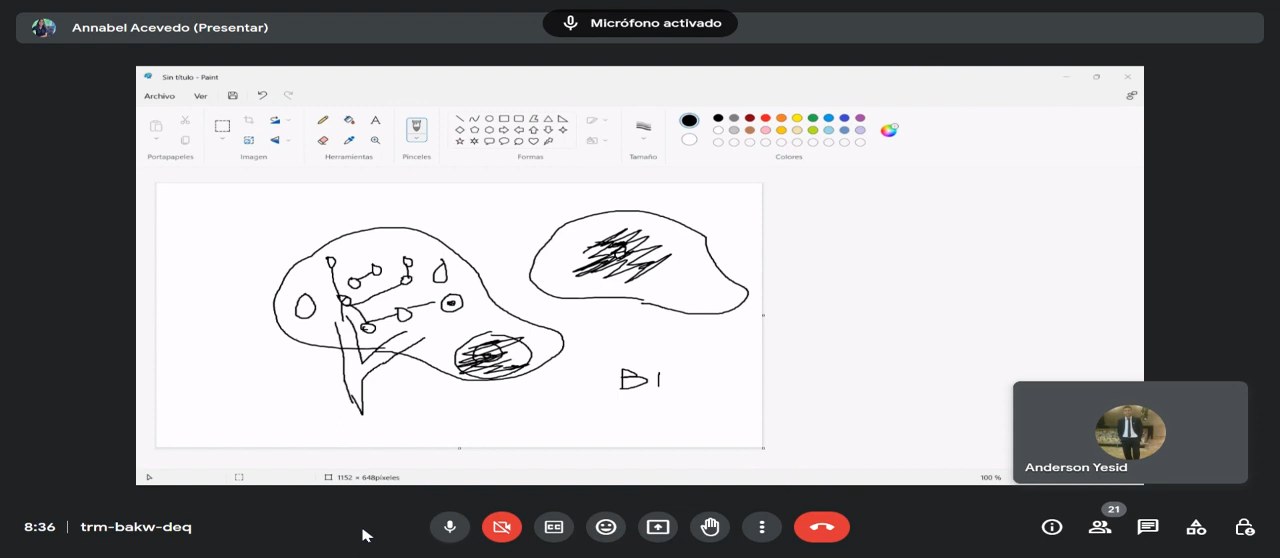 Annabel Acevedo (Presentar)
Micrófono activado
Sin título - Paint
Archivo Ver
Portapapeles Imagen Herramientas Pinceles Formas Tamaño Colores
B I
1152 × 648píxeles 100 %
Anderson Yesid
8:36 | trm-bakw-deq
CC
21